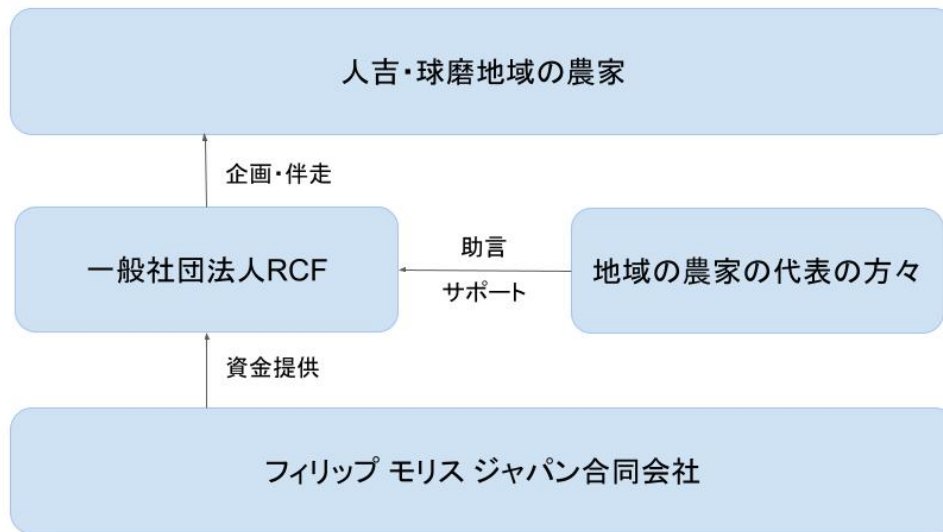 人吉・球磨地域の農家
企画・伴走
一般社団法人RCF
助言
サポート
地域の農家の代表の方々
資金提供
フィリップ モリス ジャパン合同会社